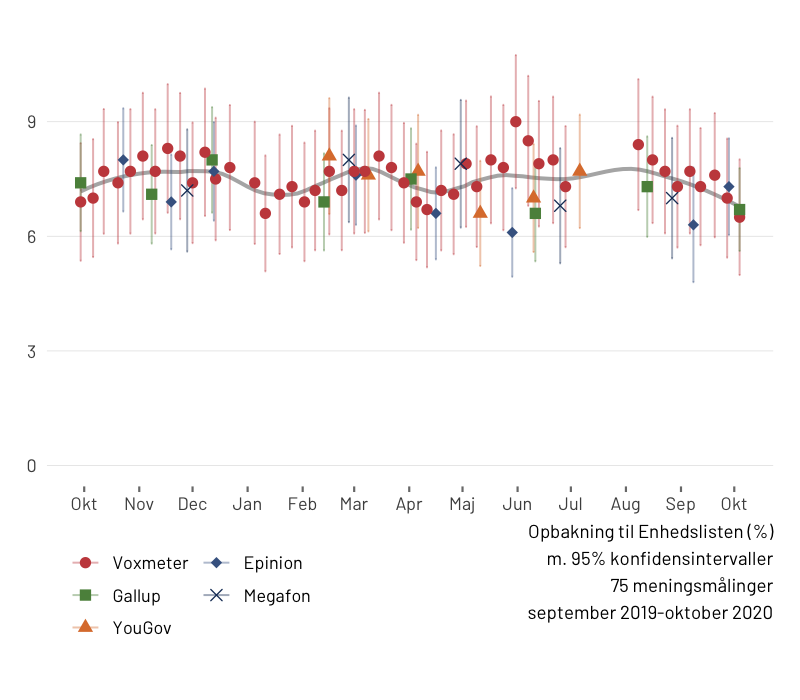 9
6
3
0
Okt Nov Dec Jan Feb Mar Apr Maj Jun Jul Aug Sep Okt
Opbakning til Enhedslisten (%)
m. 95% konfidensintervaller
75 meningsmålinger
september 2019-oktober 2020
Voxmeter Epinion
Gallup Megafon
YouGov